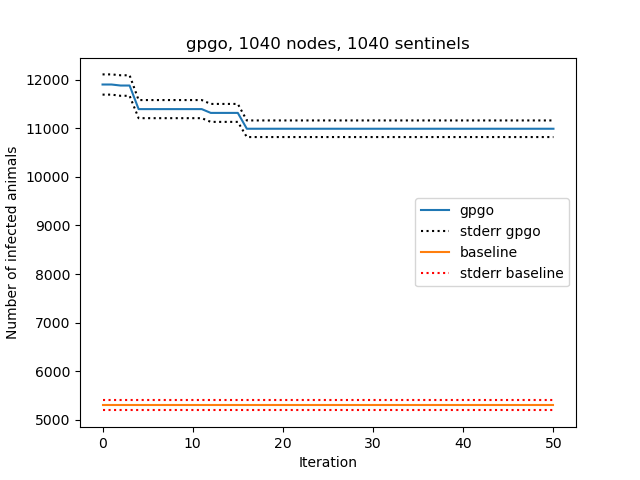 gpgo, 1040 nodes, 1040 sentinels
Number of infected animals
12000
11000
10000
9000
8000
7000
6000
5000
gpgo
stderr gpgo
baseline
stderr baseline
0 10 20 30 40 50
Iteration